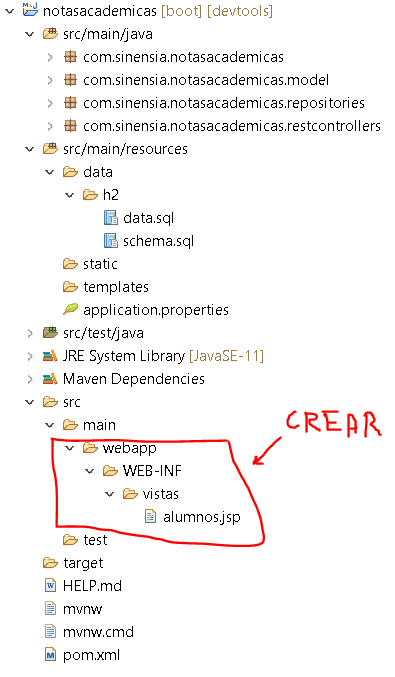 notasacademicas [boot] [devtools]
src/main/java
com.sinensia.notasacademicas
com.sinensia.notasacademicas.model
com.sinensia.notasacademicas.repositories
com.sinensia.notasacademicas.restcontrollers
src/main/resources
data
h2
data.sql
schema.sql
static
templates
application.properties
src/test/java
JRE System Library [JavaSE-11]
Maven Dependencies
src
main
CREAR
webapp
WEB-INF
vistas
alumnos.jsp
test
target
HELP.md
mvnw
mvnw.cmd
pom.xml